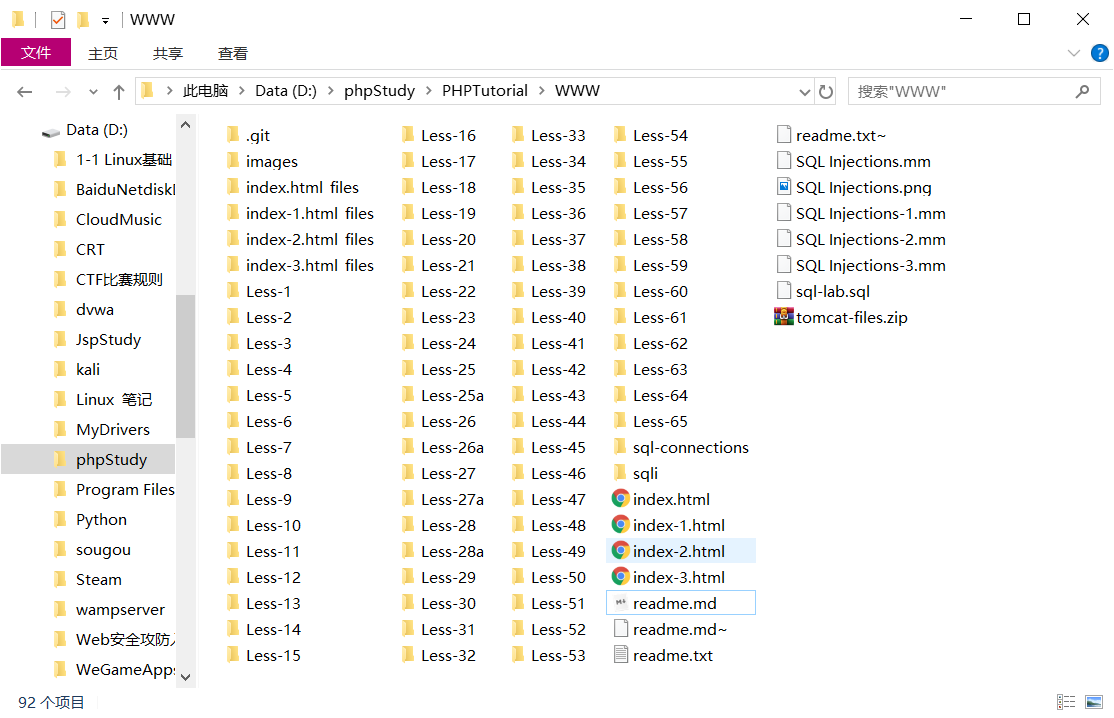 WWW
文件 主页 共享 查看
此电脑 Data (D:) phpStudy PHPTutorial WWW 搜索"WWW"
Data (D:)
1-1 Linux基础
BaiduNetdiskI
CloudMusic
CRT
CTF比赛规则
dvwa
JspStudy
kali
Linux 笔记
MyDrivers
phpStudy
Program Files
Python
sougou
Steam
wampserver
Web安全攻防
WeGameApps
.git
images
index.html files
index-1.html files
index-2.html files
index-3.html files
Less-1
Less-2
Less-3
Less-4
Less-5
Less-6
Less-7
Less-8
Less-9
Less-10
Less-11
Less-12
Less-13
Less-14
Less-15
Less-16
Less-17
Less-18
Less-19
Less-20
Less-21
Less-22
Less-23
Less-24
Less-25
Less-25a
Less-26
Less-26a
Less-27
Less-27a
Less-28
Less-28a
Less-29
Less-30
Less-31
Less-32
Less-33
Less-34
Less-35
Less-36
Less-37
Less-38
Less-39
Less-40
Less-41
Less-42
Less-43
Less-44
Less-45
Less-46
Less-47
Less-48
Less-49
Less-50
Less-51
Less-52
Less-53
Less-54
Less-55
Less-56
Less-57
Less-58
Less-59
Less-60
Less-61
Less-62
Less-63
Less-64
Less-65
sql-connections
sqli
index.html
index-1.html
index-2.html
index-3.html
readme.md
readme.md~
readme.txt
readme.txt~
SQL Injections.mm
SQL Injections.png
SQL Injections-1.mm
SQL Injections-2.mm
SQL Injections-3.mm
sql-lab.sql
tomcat-files.zip
92 个项目